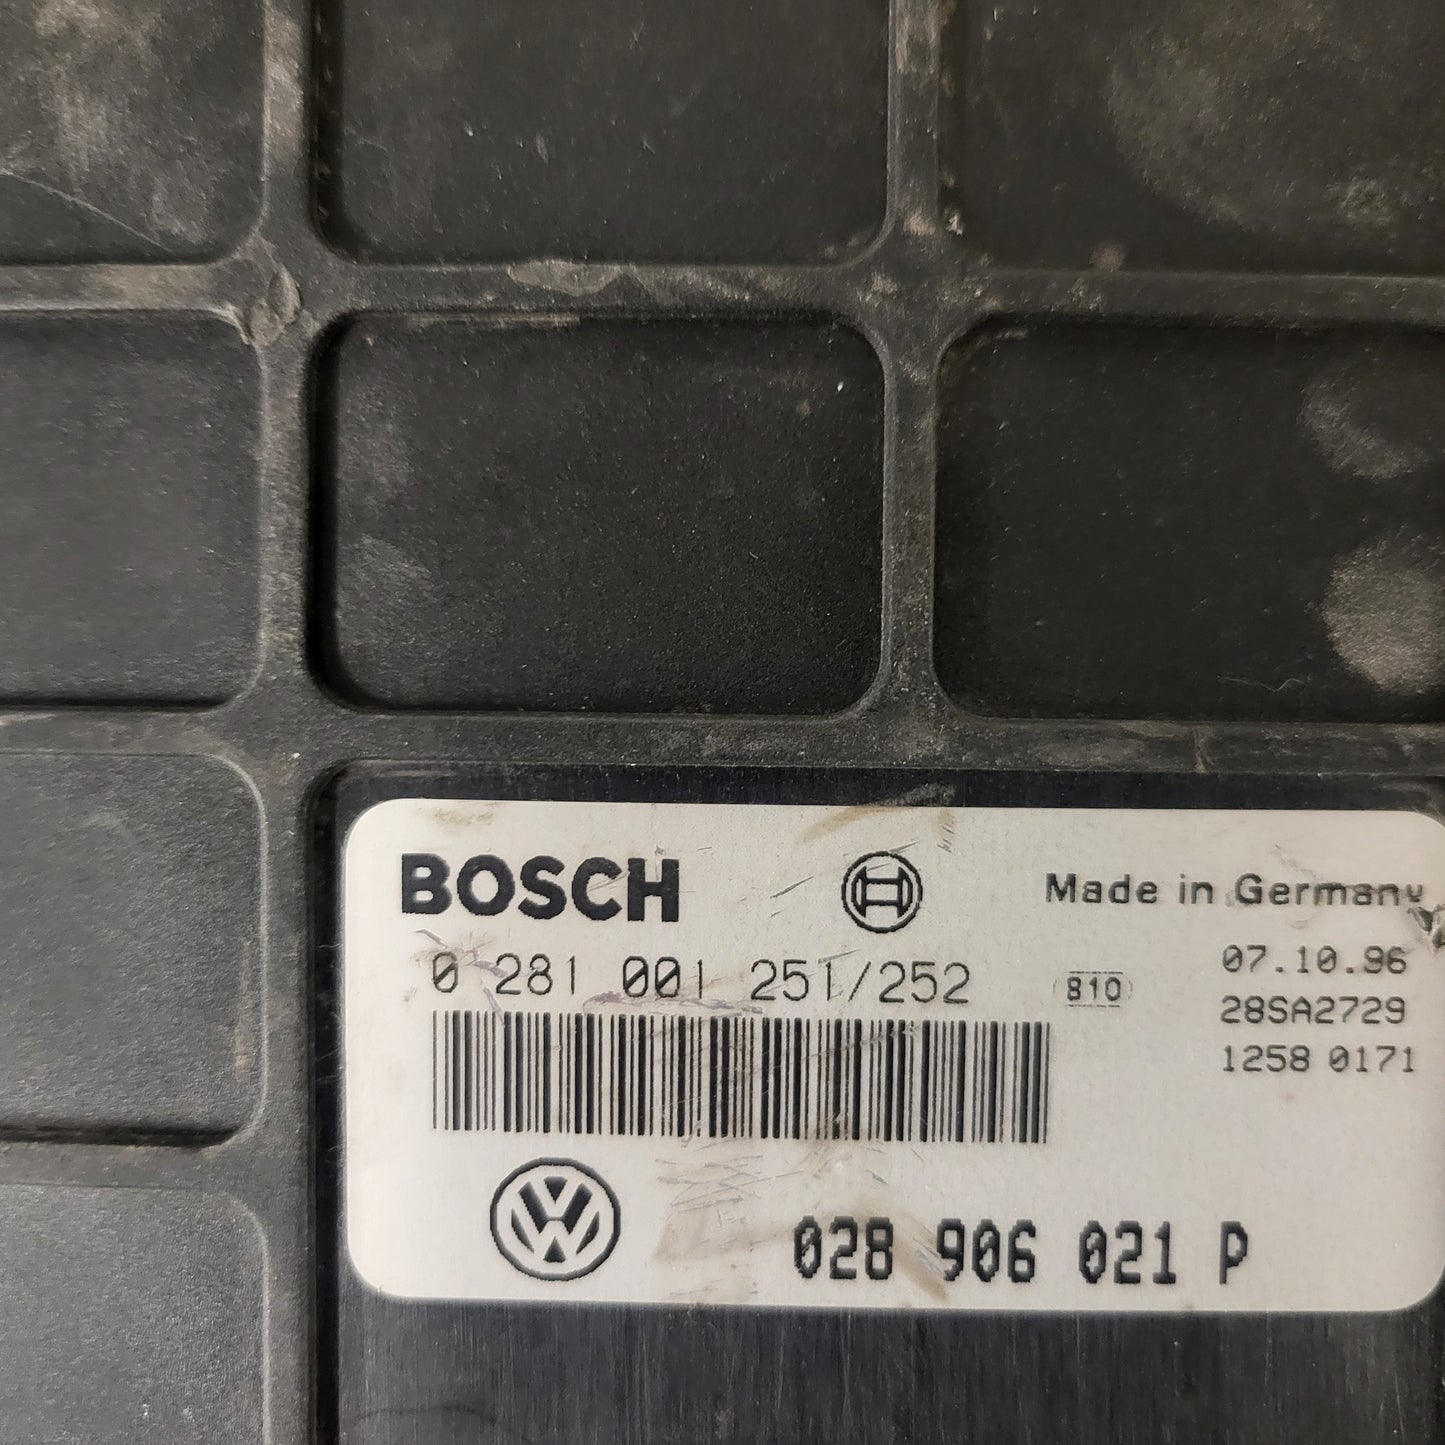 BOSCH
Made in Germany
0 281 001 251/252
810
07.10.96
28SA2729
1258 0171
028 906 021 P